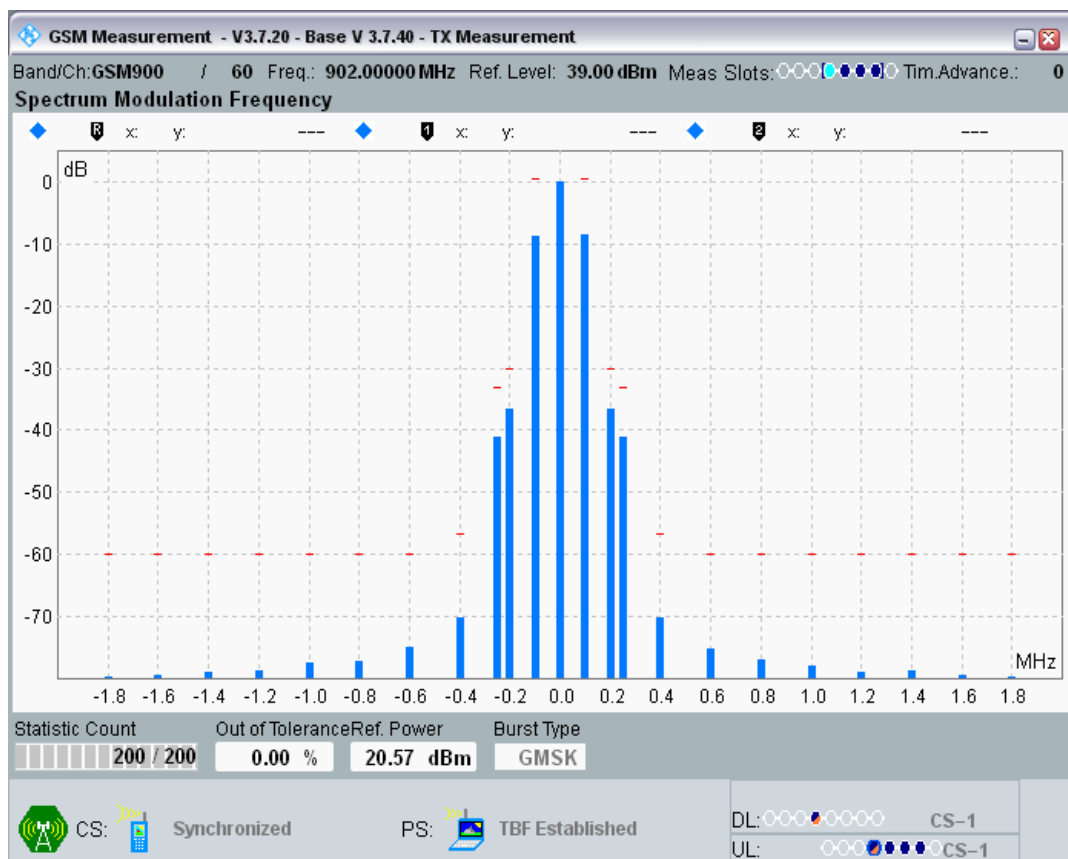 GSM Measurement - V3.7.20 - Base V 3.7.40 - TX Measurement
Band/Ch:GSM900 / 60 Freq.: 902.00000 MHz Ref. Level: 39.00 dBm Meas Slots: Tim.Advance.: 0
Spectrum Modulation Frequency
R x: y: --- 1 x: y: --- 2 x: y: ---
dB
0
-10
-20
-30
-40
-50
-60
-70
MHz
-1.8 -1.6 -1.4 -1.2 -1.0 -0.8 -0.6 -0.4 -0.2 0.0 0.2 0.4 0.6 0.8 1.0 1.2 1.4 1.6 1.8
Statistic Count Out of Tolerance Ref. Power Burst Type
200 / 200 0.00 % 20.57 dBm GMSK
CS: Synchronized PS: TBF Established
DL: CS-1
UL: CS-1